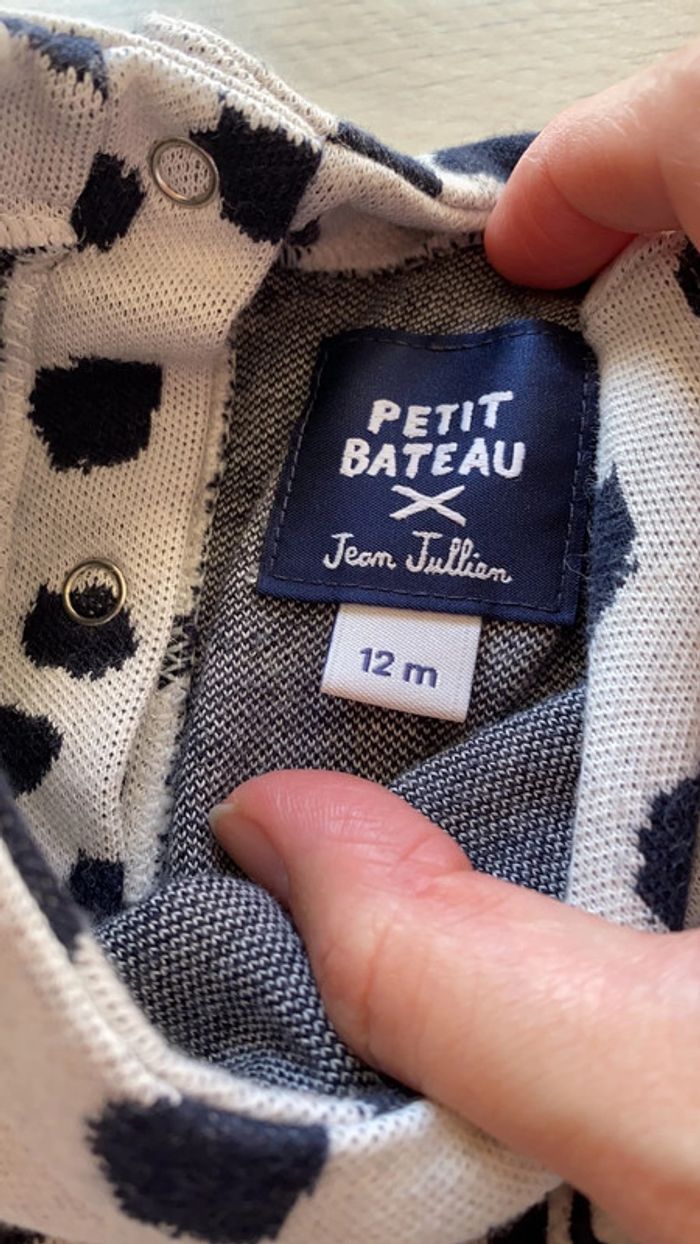 PETIT
BATEAU
X
Jean Jullien
12 m